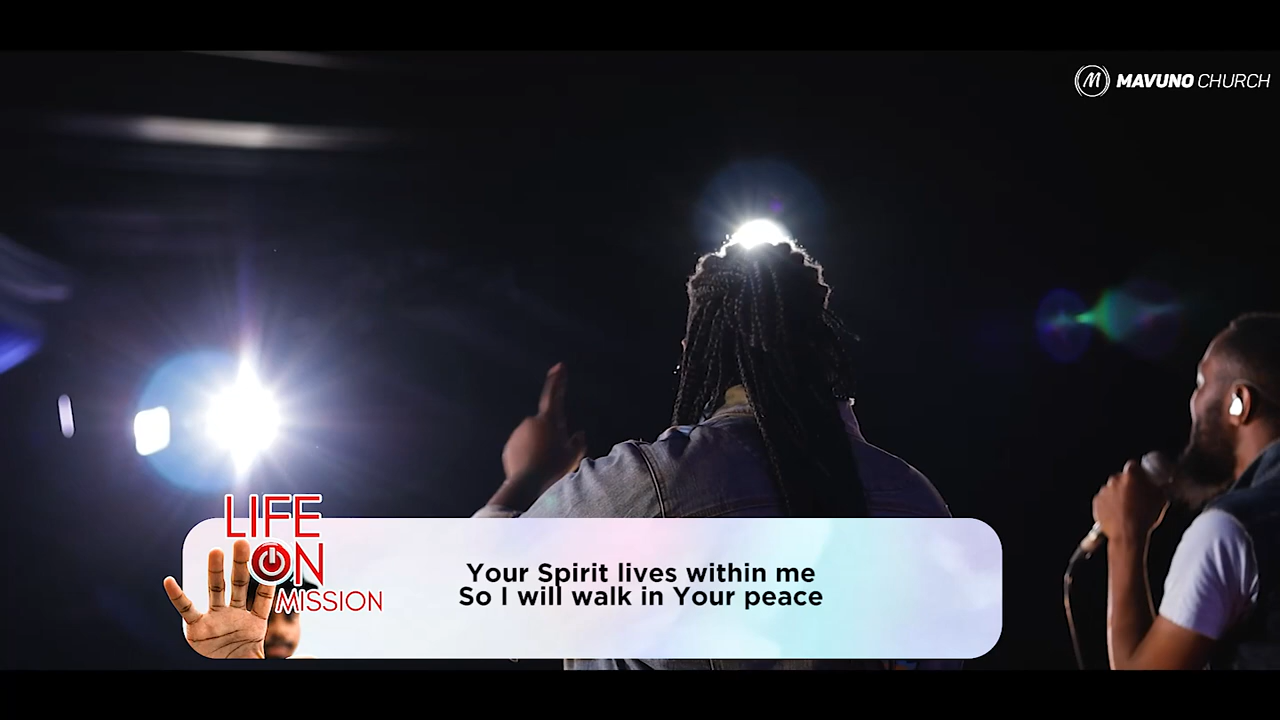 MAVUNO CHURCH
LIFE
ON
MISSION
Your Spirit lives within me
So I will walk in Your peace